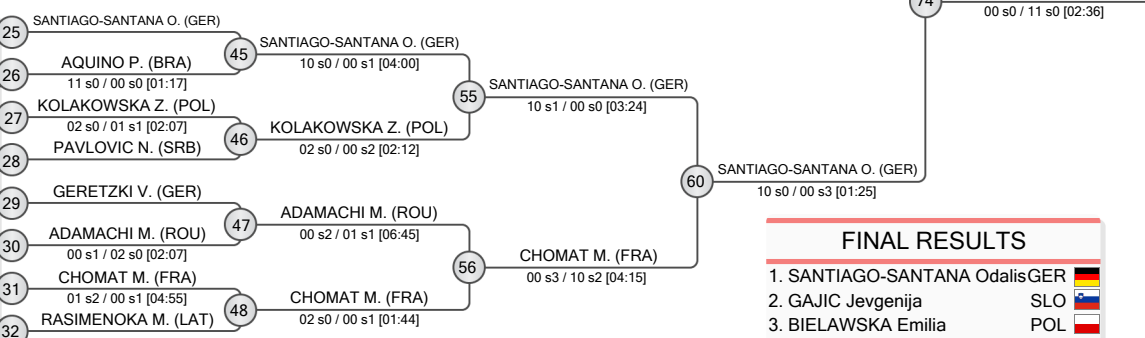 74
00 s0 / 11 s0 [02:36]
25
SANTIAGO-SANTANA O. (GER)
45
SANTIAGO-SANTANA O. (GER)
10 s0 / 00 s1 [04:00]
26
AQUINO P. (BRA)
11 s0 / 00 s0 [01:17]
55
SANTIAGO-SANTANA O. (GER)
10 s1 / 00 s0 [03:24]
27
KOLAKOWSKA Z. (POL)
02 s0 / 01 s1 [02:07]
46
KOLAKOWSKA Z. (POL)
02 s0 / 00 s2 [02:12]
28
PAVLOVIC N. (SRB)
60
SANTIAGO-SANTANA O. (GER)
10 s0 / 00 s3 [01:25]
29
GERETZKI V. (GER)
47
ADAMACHI M. (ROU)
00 s2 / 01 s1 [06:45]
30
ADAMACHI M. (ROU)
00 s1 / 02 s0 [02:07]
56
CHOMAT M. (FRA)
00 s3 / 10 s2 [04:15]
31
CHOMAT M. (FRA)
01 s2 / 00 s1 [04:55]
48
CHOMAT M. (FRA)
02 s0 / 00 s1 [01:44]
32
RASIMENOKA M. (LAT)
FINAL RESULTS
1. SANTIAGO-SANTANA Odalis GER
2. GAJIC Jevgenija SLO
3. BIELAWSKA Emilia POL